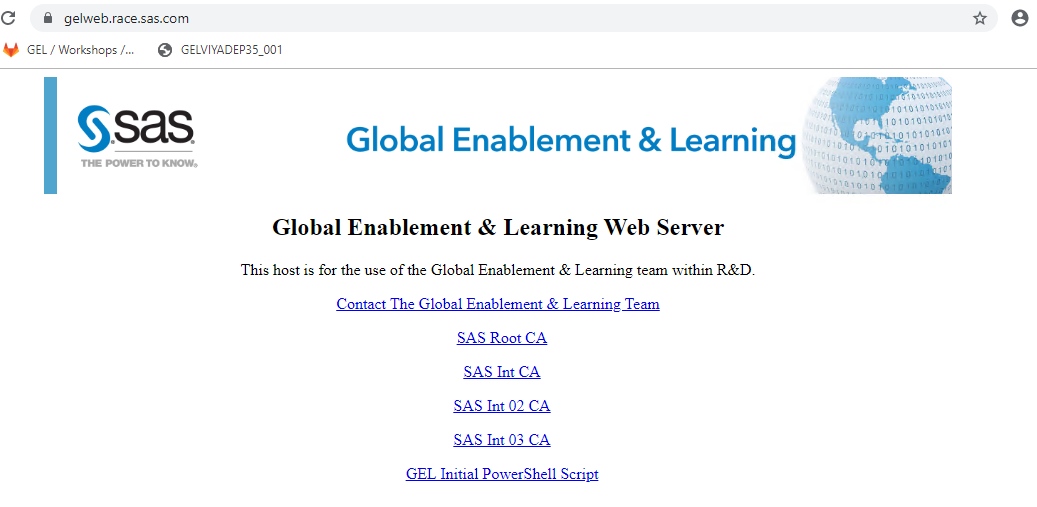 gelweb.race.sas.com
GEL / Workshops /...
GELVIYADEP35_001
sas
THE POWER TO KNOW®
Global Enablement & Learning
Global Enablement & Learning Web Server
This host is for the use of the Global Enablement & Learning team within R&D.
Contact The Global Enablement & Learning Team
SAS Root CA
SAS Int CA
SAS Int 02 CA
SAS Int 03 CA
GEL Initial PowerShell Script